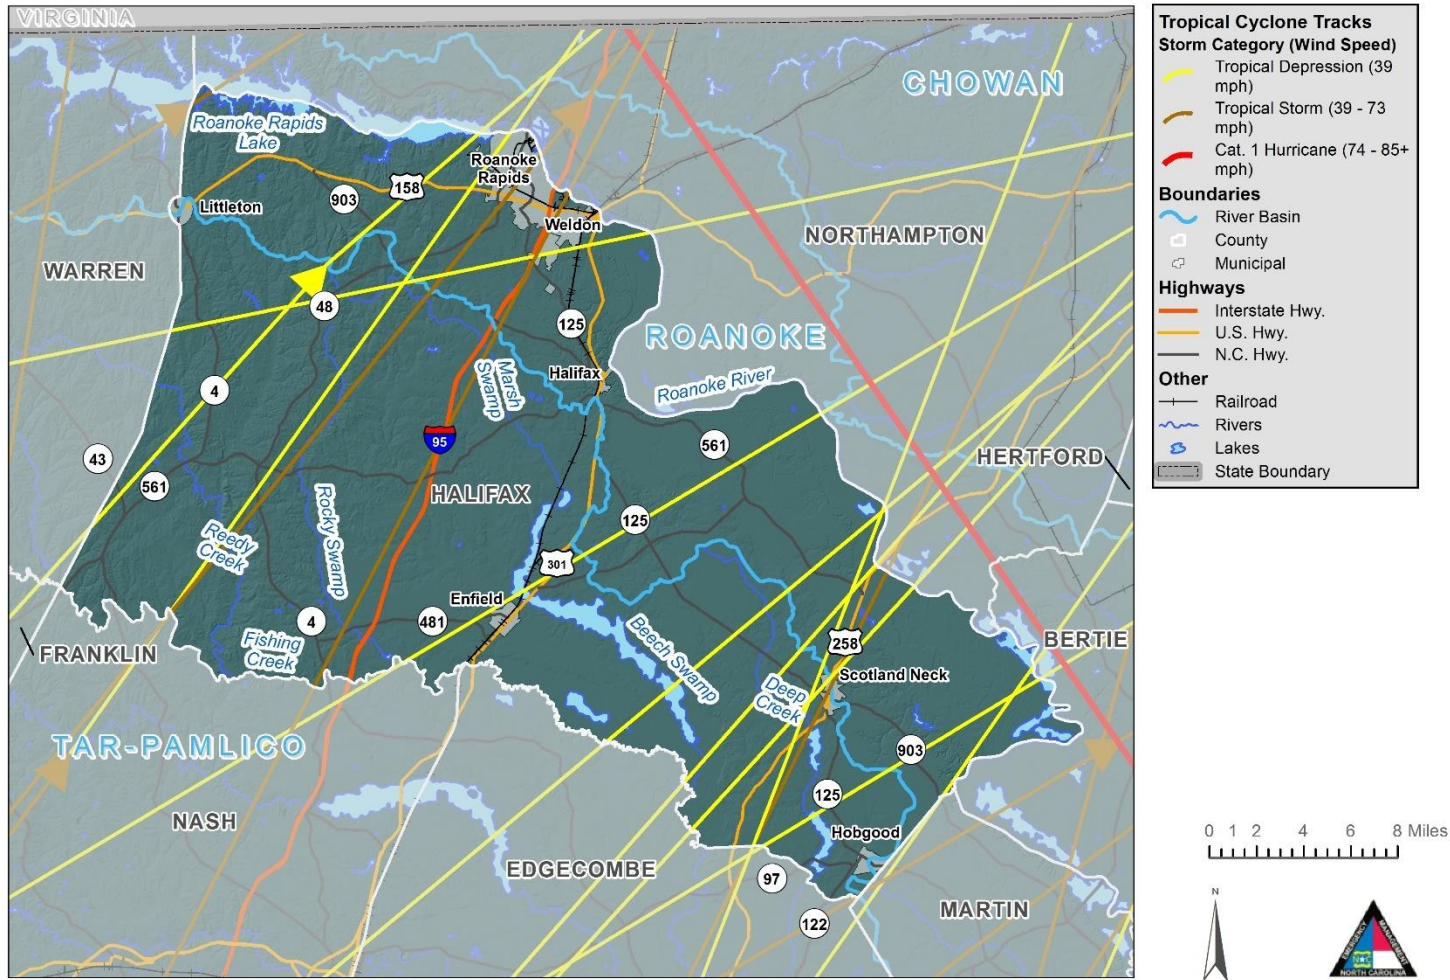 VIRGINIA
CHOWAN
Roanoke Rapids
Lake
Roanoke
Rapids
158
903
Littleton
Weldon
NORTHAMPTON
WARREN
48
125
ROANOKE
Halifax
Marsh
Swamp
Roanoke River
4
95
561
43
HERTFORD
561
HALIFAX
Rocky Swamp
125
Reedy
Creek
301
Enfield
4
481
Beech Swamp
258
BERTIE
Fishing
Creek
FRANKLIN
Scotland Neck
Deep
Creek
TAR-PAMLICO
903
125
NASH
Hobgood
EDGECOMBE
97
MARTIN
122
Tropical Cyclone Tracks
Storm Category (Wind Speed)
Tropical Depression (39
mph)
Tropical Storm (39 - 73
mph)
Cat. 1 Hurricane (74 - 85+
mph)
Boundaries
River Basin
County
Municipal
Highways
Interstate Hwy.
U.S. Hwy.
N.C. Hwy.
Other
Railroad
Rivers
Lakes
State Boundary
0 1 2 4 6 8 Miles
N
EMERGENCY
MANAGEMENT
NC
NORTH CAROLINA